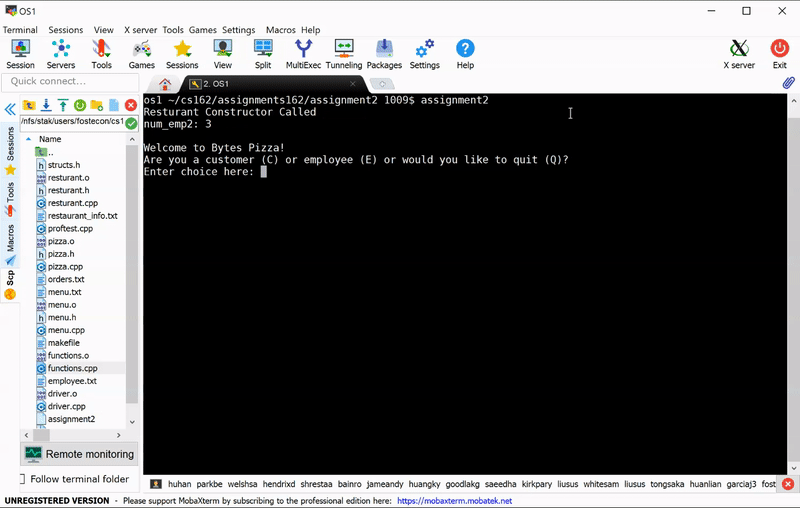 OS1
Terminal Sessions View X server Tools Games Settings Macros Help
Session Servers Tools Games Sessions View Split MultiExec Tunneling Packages Settings Help X server Exit
Quick connect...
2. OS1
/nfs/stak/users/fostecon/cs1
Name
..
structs.h
resturant.o
resturant.h
resturant.cpp
restaurant_info.txt
proftest.cpp
pizza.o
pizza.h
pizza.cpp
orders.txt
menu.txt
menu.o
menu.h
menu.cpp
makefile
functions.o
functions.cpp
employee.txt
driver.o
driver.cpp
assignment2
Sessions
Tools
Macros
Scp
os1 ~/cs162/assignments162/assignment2 1009$ assignment2
Resturant Constructor Called
num_emp2: 3
Welcome to Bytes Pizza!
Are you a customer (C) or employee (E) or would you like to quit (Q)?
Enter choice here:
Remote monitoring
Follow terminal folder
huhan parkbe welshsa hendrixd shrestaa bainro jameandy huangky goodlakg saeedha kirkpary liusus whitesam liusus tongsaka huanlian garciaj3 fost
UNREGISTERED VERSION - Please support MobaXterm by subscribing to the professional edition here: https://mobaxterm.mobatek.net